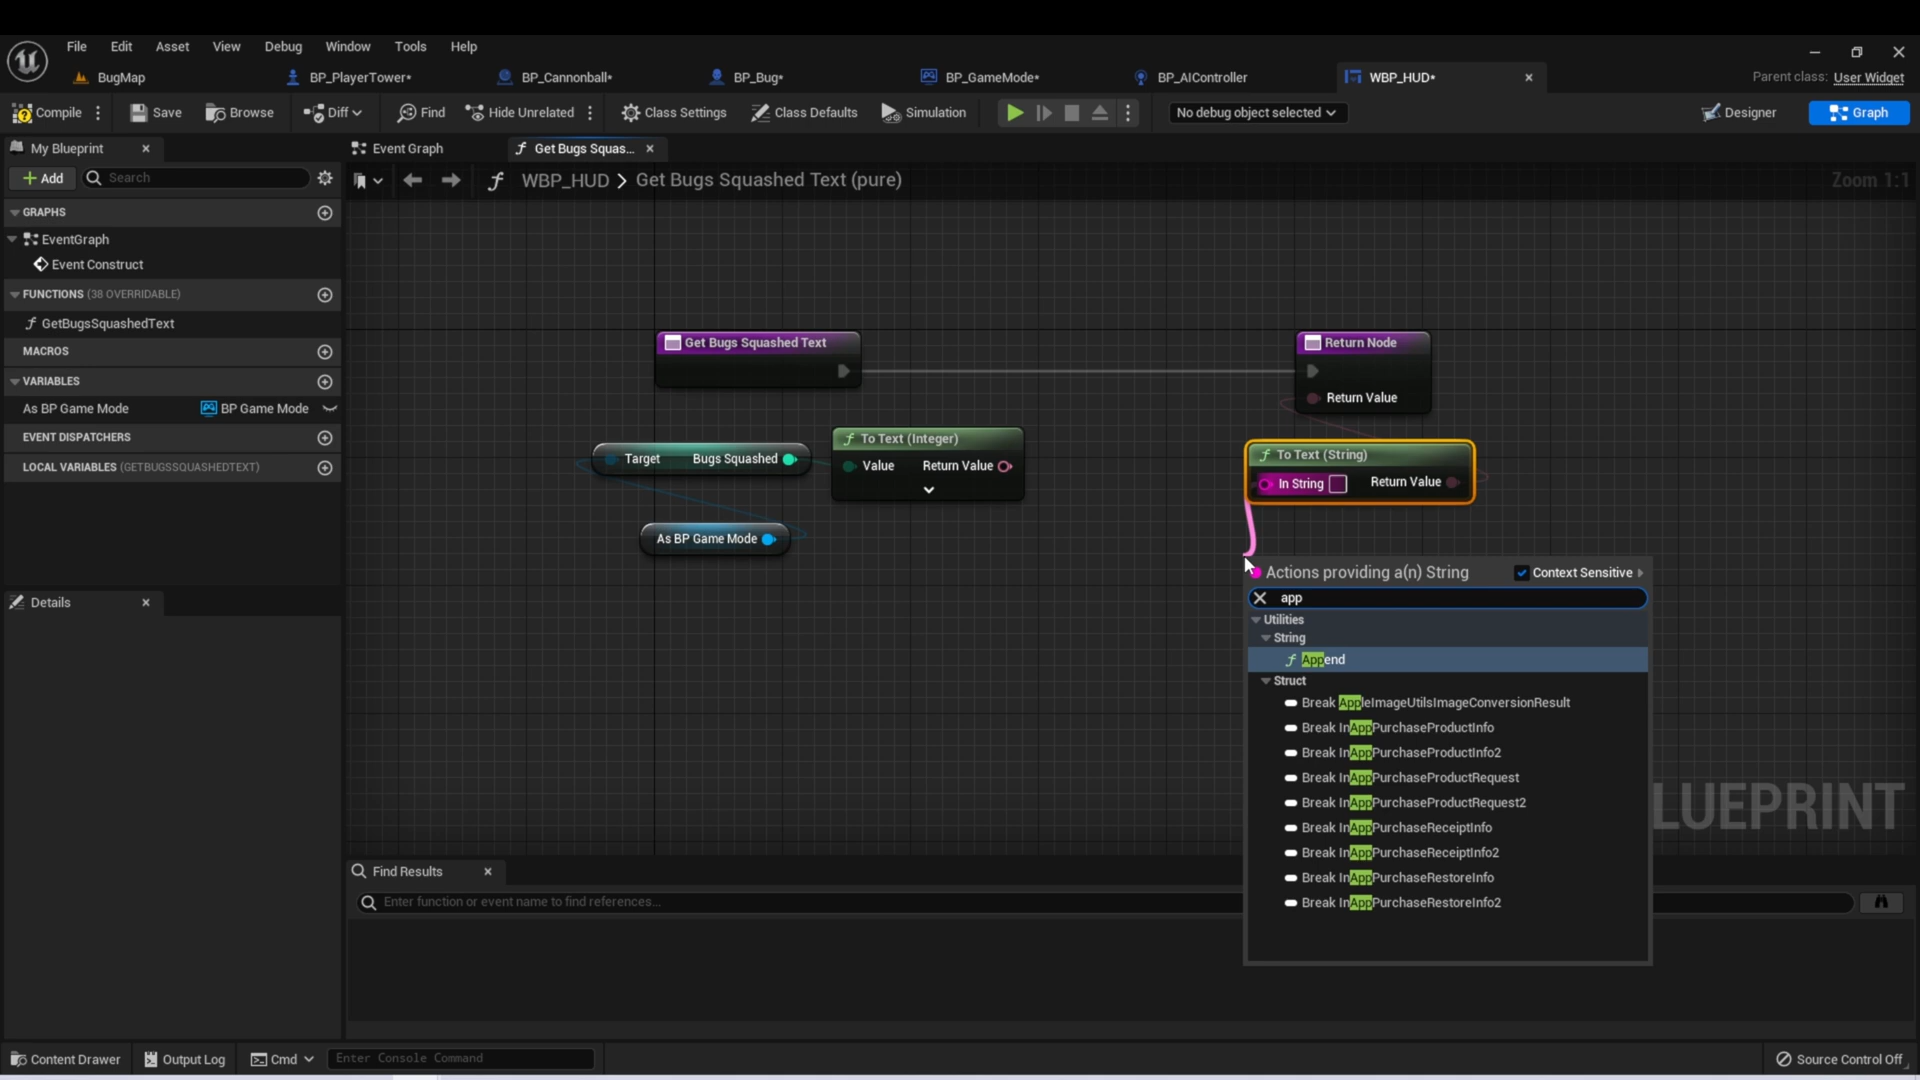 File Edit Asset View Debug Window Tools Help
BugMap BP_PlayerTower* BP_Cannonball* BP_Bug* BP_GameMode* BP_AIController WBP_HUD* Parent class: User Widget
Compile Save Browse Diff Find Hide Unrelated Class Settings Class Defaults Simulation No debug object selected Designer Graph
My Blueprint Event Graph Get Bugs Squas...
Add Search WBP_HUD > Get Bugs Squashed Text (pure) Zoom 1:1
GRAPHS
EventGraph
Event Construct
FUNCTIONS (38 OVERRIDABLE)
GetBugsSquashedText
MACROS
VARIABLES
As BP Game Mode BP Game Mode
EVENT DISPATCHERS
LOCAL VARIABLES (GETBUGSSQUASHEDTEXT)
Details
Get Bugs Squashed Text
Return Node
Return Value
Target Bugs Squashed
To Text (Integer)
Value Return Value
To Text (String)
In String Return Value
As BP Game Mode
Actions providing a(n) String Context Sensitive
app
Utilities
String
Append
Struct
Break AppleImageUtilsImageConversionResult
Break InAppPurchaseProductInfo
Break InAppPurchaseProductInfo2
Break InAppPurchaseProductRequest
Break InAppPurchaseProductRequest2
Break InAppPurchaseReceiptInfo
Break InAppPurchaseReceiptInfo2
Break InAppPurchaseRestoreInfo
Break InAppPurchaseRestoreInfo2
LUEPRINT
Find Results
Enter function or event name to find references...
Content Drawer Output Log Cmd Enter Console Command Source Control Off